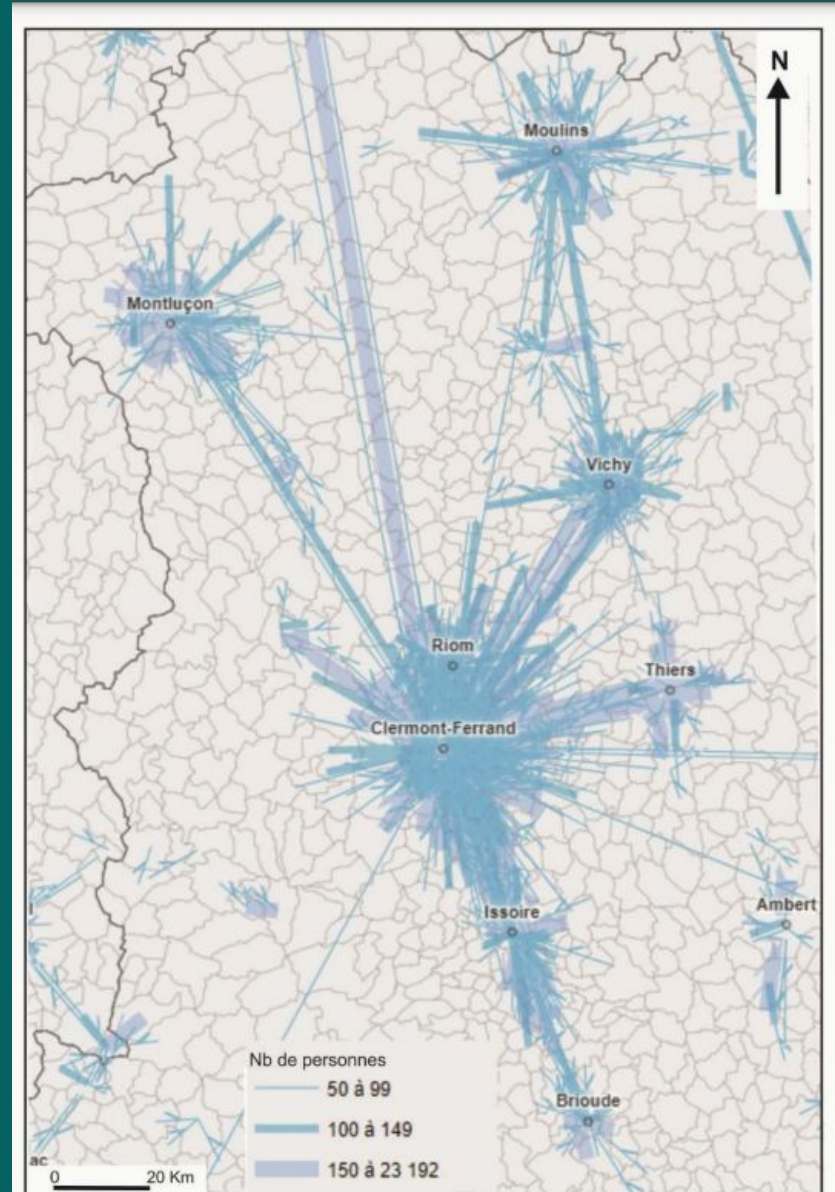 N
Moulins
Montluçon
Vichy
Riom
Thiers
Clermont-Ferrand
Issoire
Ambert
Nb de personnes
50 à 99
100 à 149
150 à 23 192
Brioude
ac
0 20 Km